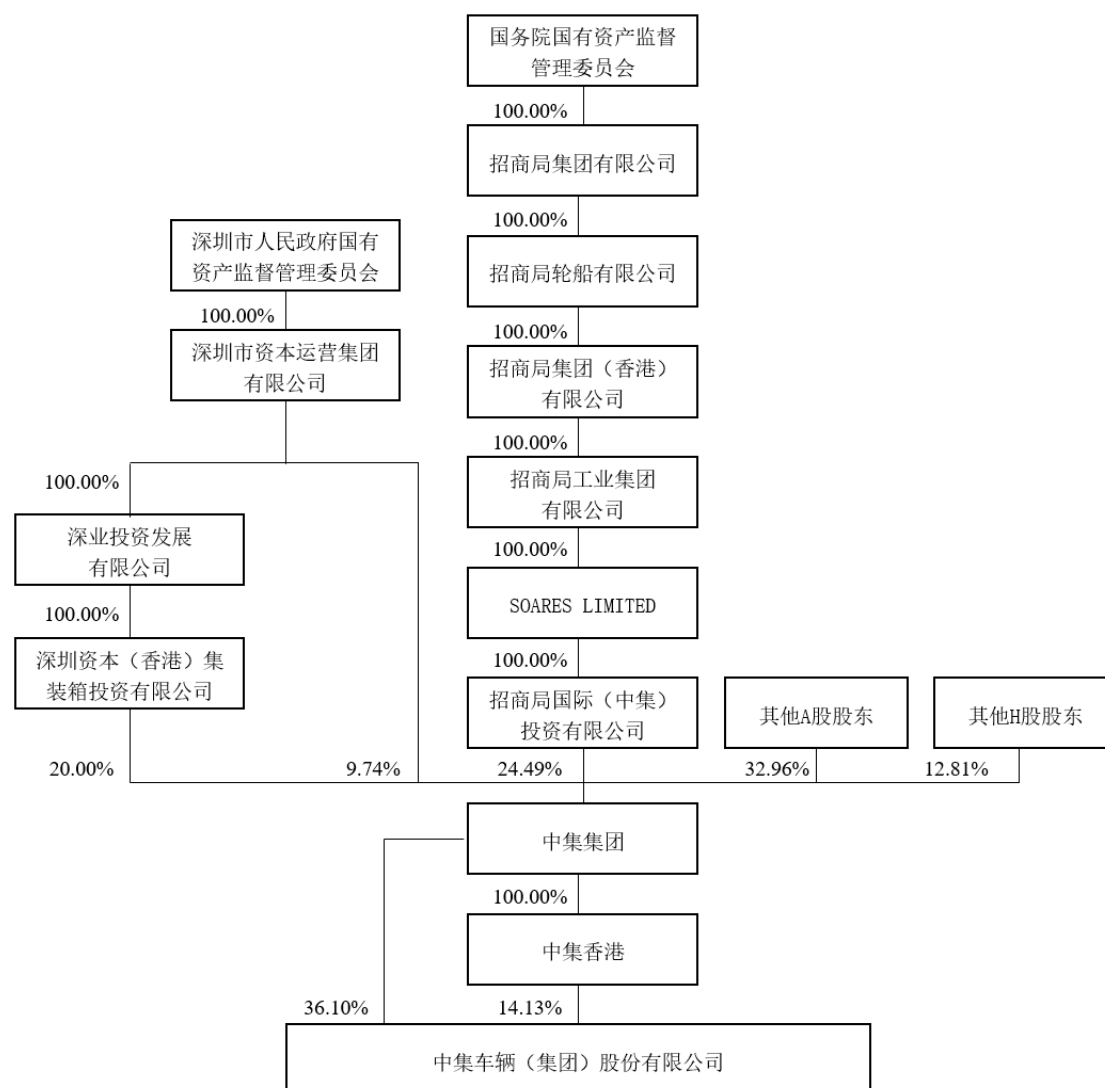 国务院国有资产监督
管理委员会
100.00%
招商局集团有限公司
100.00%
深圳市人民政府国有
资产监督管理委员会
招商局轮船有限公司
100.00%
100.00%
深圳市资本运营集团
有限公司
招商局集团（香港）
有限公司
100.00%
招商局工业集团
有限公司
100.00%
深业投资发展
有限公司
100.00%
SOARES LIMITED
100.00%
100.00%
深圳资本（香港）集
装箱投资有限公司
招商局国际（中集）
投资有限公司
其他A股股东
其他H股股东
20.00%
9.74%
24.49%
32.96%
12.81%
中集集团
100.00%
中集香港
36.10%
14.13%
中集车辆（集团）股份有限公司